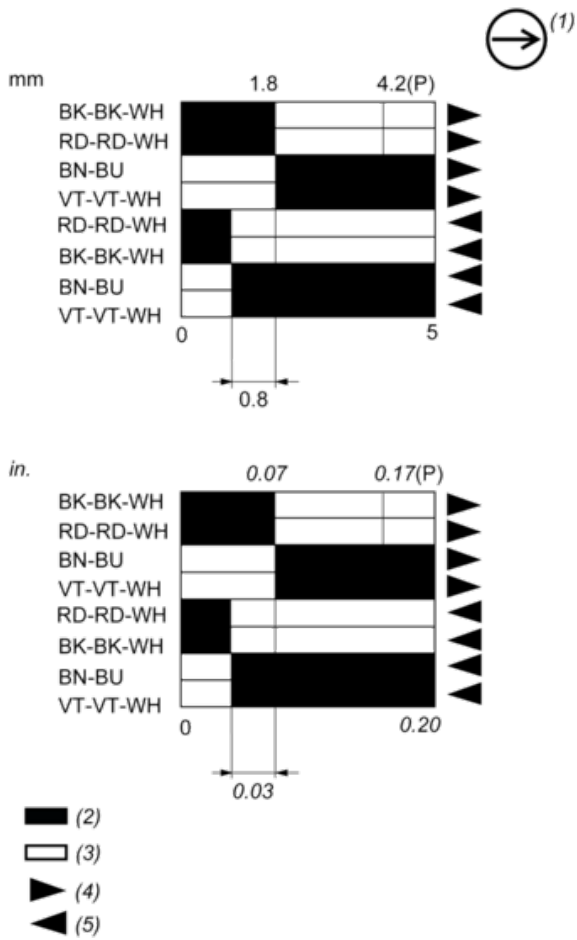 (1)
mm
1.8 4.2(P)
BK-BK-WH
RD-RD-WH
BN-BU
VT-VT-WH
RD-RD-WH
BK-BK-WH
BN-BU
VT-VT-WH
0 5
0.8
in.
0.07 0.17(P)
BK-BK-WH
RD-RD-WH
BN-BU
VT-VT-WH
RD-RD-WH
BK-BK-WH
BN-BU
VT-VT-WH
0 0.20
0.03
(2)
(3)
(4)
(5)